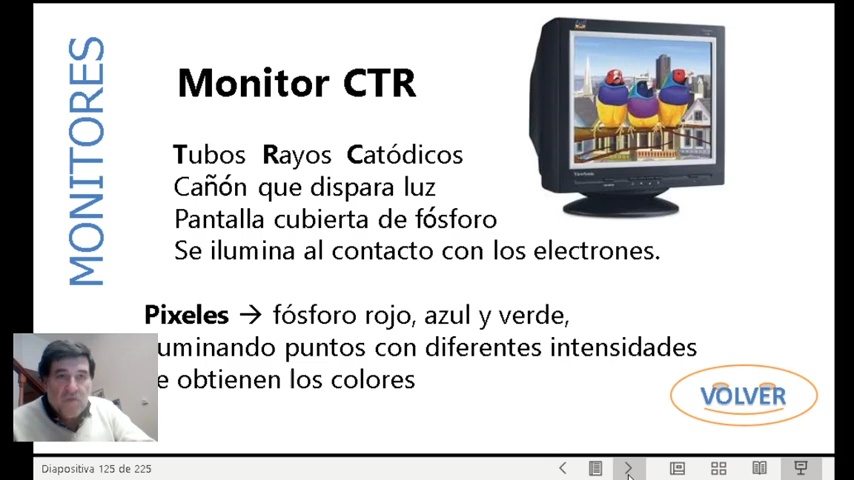 MONITORES
Monitor CTR
Tubos Rayos Catódicos
Cañón que dispara luz
Pantalla cubierta de fósforo
Se ilumina al contacto con los electrones.
Pixeles → fósforo rojo, azul y verde,
uminando puntos con diferentes intensidades
e obtienen los colores
VOLVER
Diapositiva 125 de 225